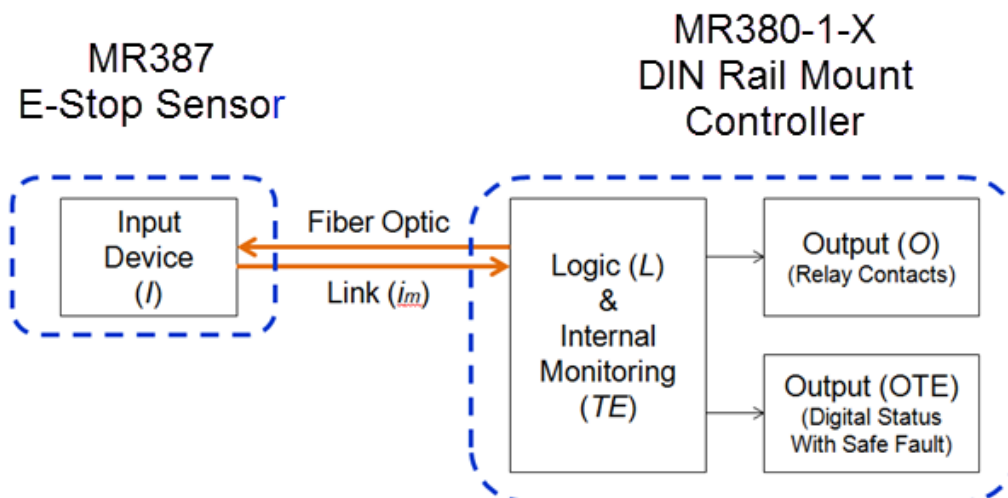 MR387
E-Stop Sensor
MR380-1-X
DIN Rail Mount
Controller
Input
Device
(I)
Fiber Optic
Link (im)
Logic (L)
&
Internal
Monitoring
(TE)
Output (O)
(Relay Contacts)
Output (OTE)
(Digital Status
With Safe Fault)